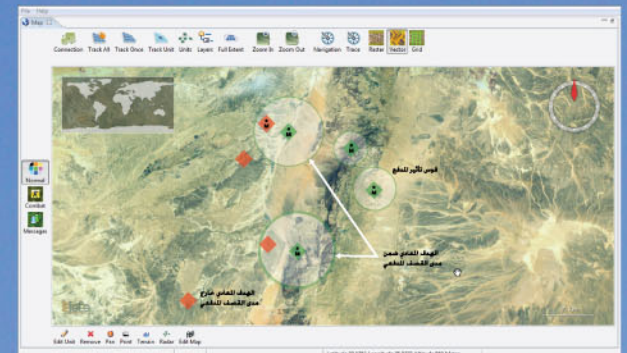 File Help
Map
Connection Track All Track Once Track Unit Units Layers Full Extent Zoom In Zoom Out Navigation Trace Raster Vector Grid
Normal
Combat
Messages
قوس تأثير المدفع
الهدف المعادي ضمن
مدى القصف المدفعي
الهدف المعادي خارج
مدى القصف المدفعي
Edit Unit Remove Pan Print Terrain Radar Edit Map